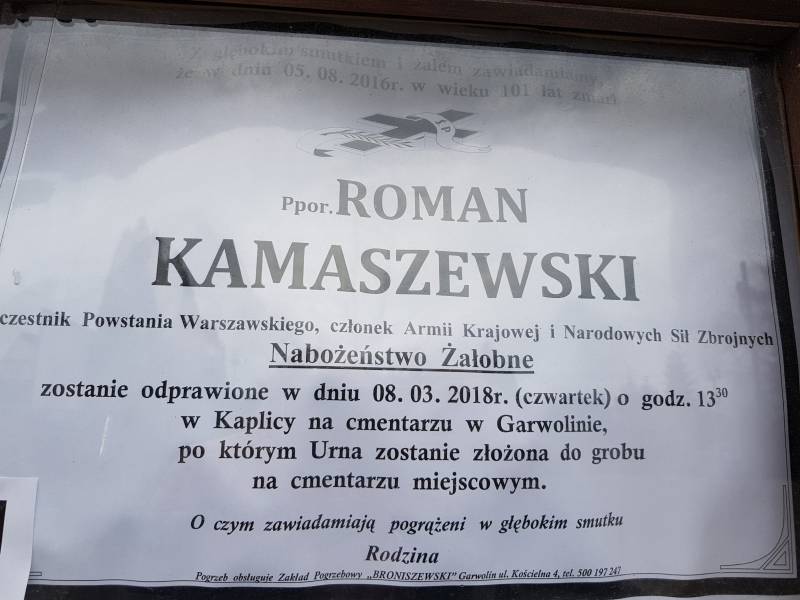 Z głębokim smutkiem i żalem zawiadamiamy
że w dniu 05. 08. 2016r. w wieku 101 lat zmarł
Ś P
Ppor. ROMAN
KAMASZEWSKI
czestnik Powstania Warszawskiego, członek Armii Krajowej i Narodowych Sił Zbrojnych
Nabożeństwo Żałobne
zostanie odprawione w dniu 08. 03. 2018r. (czwartek) o godz. 13³⁰
w Kaplicy na cmentarzu w Garwolinie,
po którym Urna zostanie złożona do grobu
na cmentarzu miejscowym.
O czym zawiadamiają pogrążeni w głębokim smutku
Rodzina
Pogrzeb obsługuje Zakład Pogrzebowy „BRONISZEWSKI" Garwolin ul. Kościelna 4, tel. 500 197 247